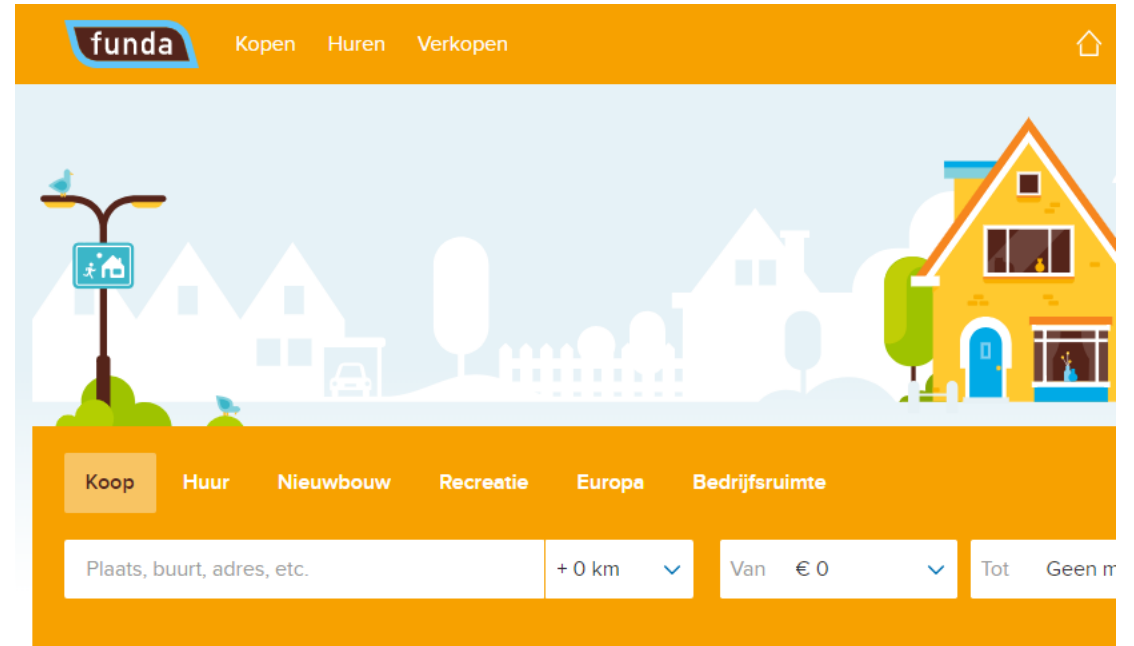 funda Kopen Huren Verkopen
Koop Huur Nieuwbouw Recreatie Europa Bedrijfsruimte
Plaats, buurt, adres, etc. + 0 km Van € 0 Tot Geen m